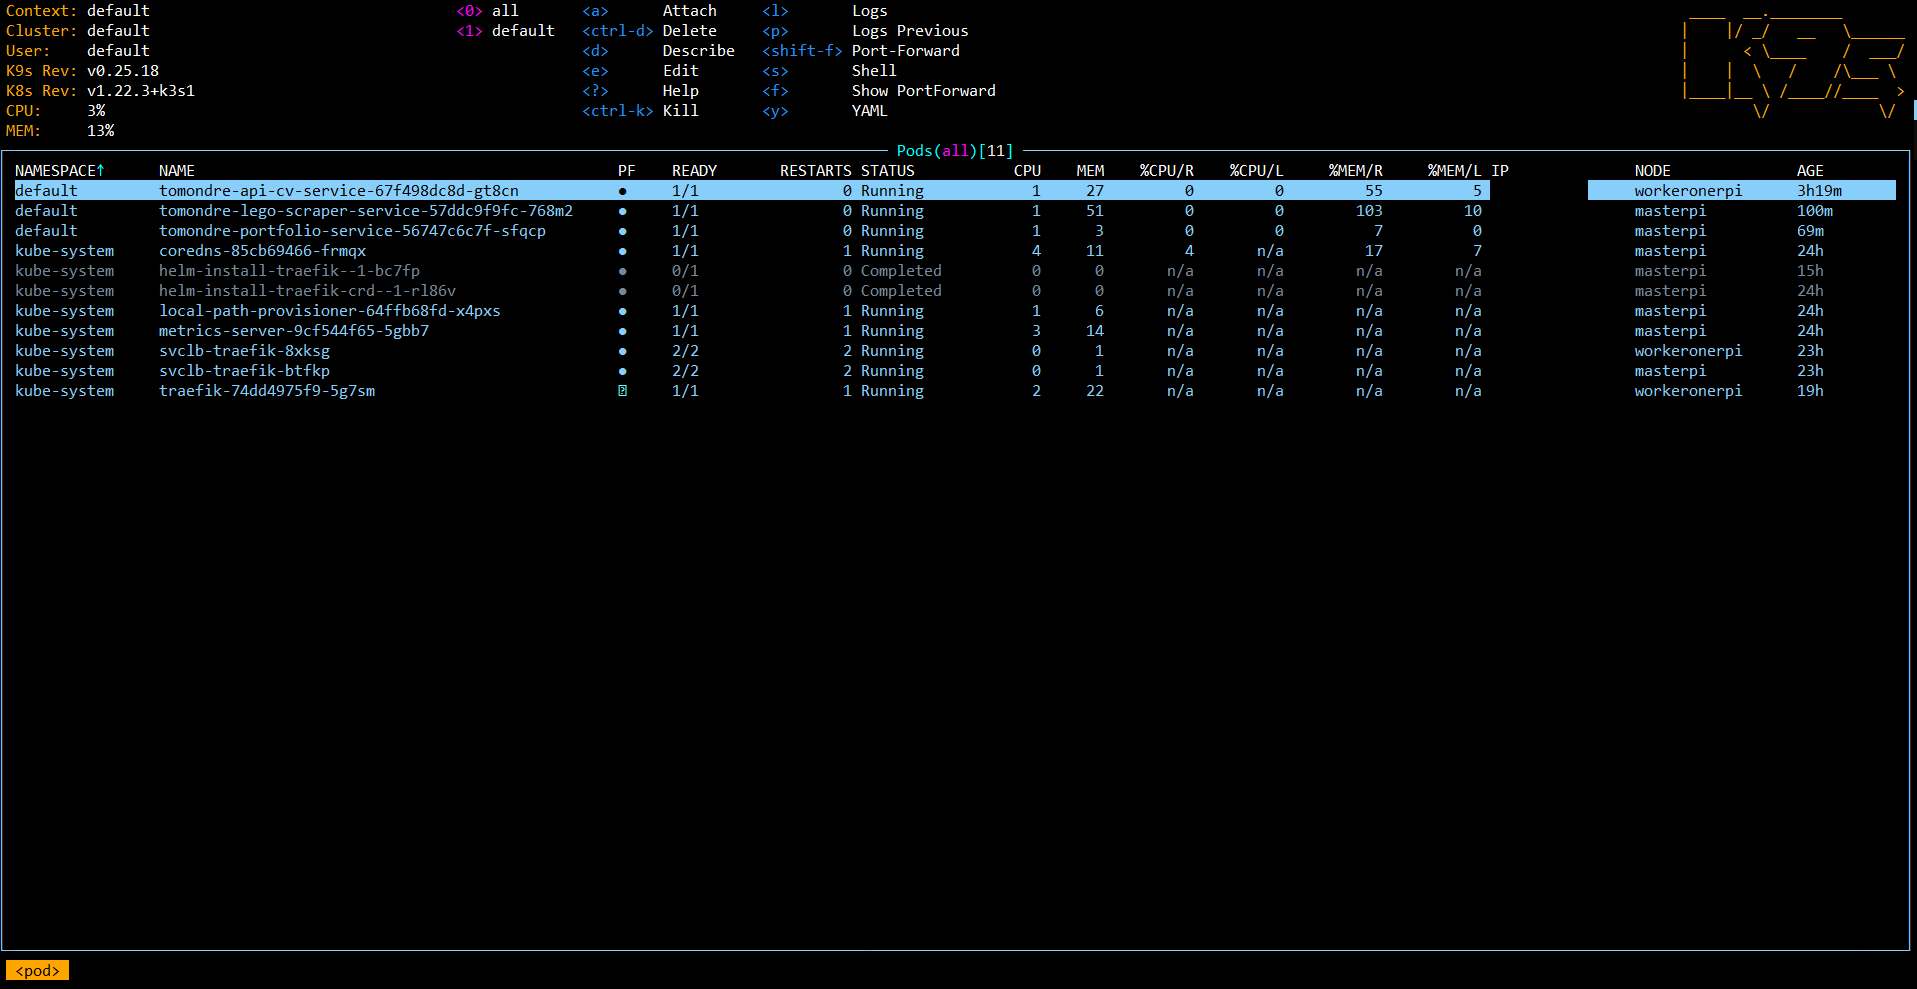 Context: default <0> all <a> Attach <l> Logs
Cluster: default <1> default <ctrl-d> Delete <p> Logs Previous
User: default <d> Describe <shift-f> Port-Forward
K9s Rev: v0.25.18 <e> Edit <s> Shell
K8s Rev: v1.22.3+k3s1 <?> Help <f> Show PortForward
CPU: 3% <ctrl-k> Kill <y> YAML
MEM: 13%
Pods(all)[11]
NAMESPACE↑ NAME PF READY RESTARTS STATUS CPU MEM %CPU/R %CPU/L %MEM/R %MEM/L IP NODE AGE
default tomondre-api-cv-service-67f498dc8d-gt8cn ● 1/1 0 Running 1 27 0 0 55 5 workeronerpi 3h19m
default tomondre-lego-scraper-service-57ddc9f9fc-768m2 ● 1/1 0 Running 1 51 0 0 103 10 masterpi 100m
default tomondre-portfolio-service-56747c6c7f-sfqcp ● 1/1 0 Running 1 3 0 0 7 0 masterpi 69m
kube-system coredns-85cb69466-frmqx ● 1/1 1 Running 4 11 4 n/a 17 7 masterpi 24h
kube-system helm-install-traefik--1-bc7fp ● 0/1 0 Completed 0 0 n/a n/a n/a n/a masterpi 15h
kube-system helm-install-traefik-crd--1-rl86v ● 0/1 0 Completed 0 0 n/a n/a n/a n/a masterpi 24h
kube-system local-path-provisioner-64ffb68fd-x4pxs ● 1/1 1 Running 1 6 n/a n/a n/a n/a masterpi 24h
kube-system metrics-server-9cf544f65-5gbb7 ● 1/1 1 Running 3 14 n/a n/a n/a n/a masterpi 24h
kube-system svclb-traefik-8xksg ● 2/2 2 Running 0 1 n/a n/a n/a n/a workeronerpi 23h
kube-system svclb-traefik-btfkp ● 2/2 2 Running 0 1 n/a n/a n/a n/a masterpi 23h
kube-system traefik-74dd4975f9-5g7sm 1/1 1 Running 2 22 n/a n/a n/a n/a workeronerpi 19h
<pod>